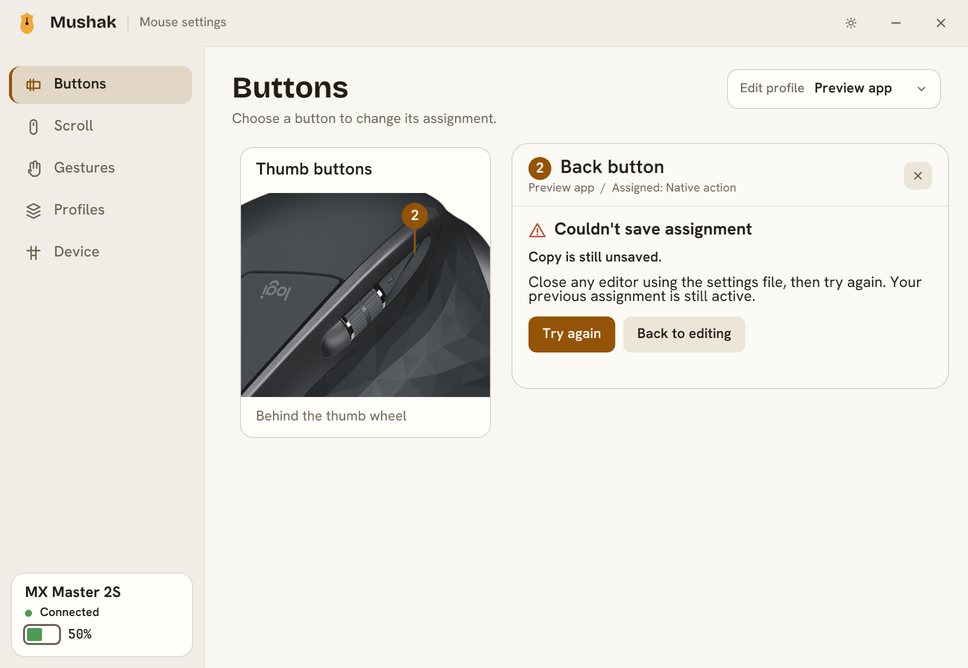 Mushak
Mouse settings
Buttons
Scroll
Gestures
Profiles
Device
MX Master 2S
Connected
50%
Buttons
Choose a button to change its assignment.
Edit profile Preview app
Thumb buttons
2
logi
Behind the thumb wheel
2 Back button
Preview app / Assigned: Native action
Couldn't save assignment
Copy is still unsaved.
Close any editor using the settings file, then try again. Your
previous assignment is still active.
Try again
Back to editing